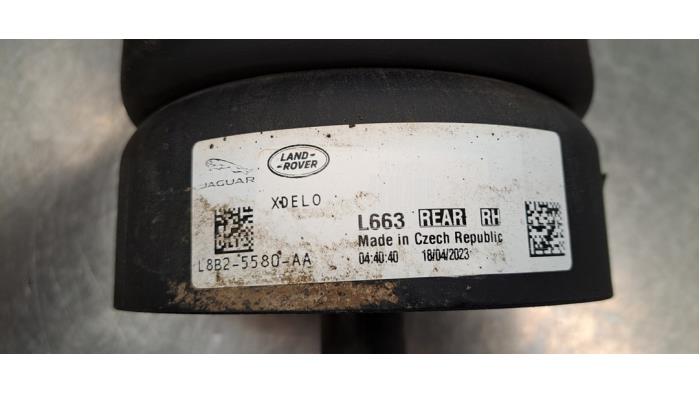 JAGUAR
LAND-
-ROVER
XDELO
L663 REAR RH
Made in Czech Republic
04:40:40 18/04/2023
L8B2-5580-AA